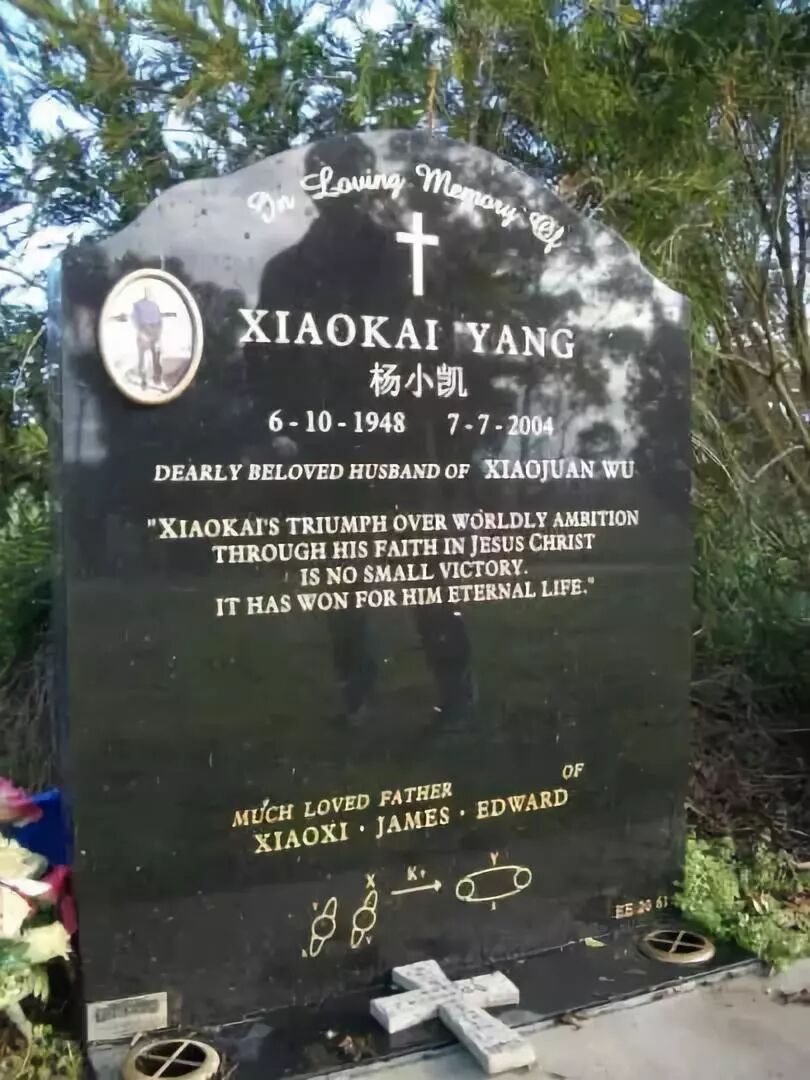 In Loving Memory Of
XIAOKAI YANG
杨小凯
6-10-1948 7-7-2004
DEARLY BELOVED HUSBAND OF XIAOJUAN WU
"XIAOKAI'S TRIUMPH OVER WORLDLY AMBITION
THROUGH HIS FAITH IN JESUS CHRIST
IS NO SMALL VICTORY.
IT HAS WON FOR HIM ETERNAL LIFE."
MUCH LOVED FATHER OF
XIAOXI · JAMES · EDWARD
Y X K+ Y
X Y X